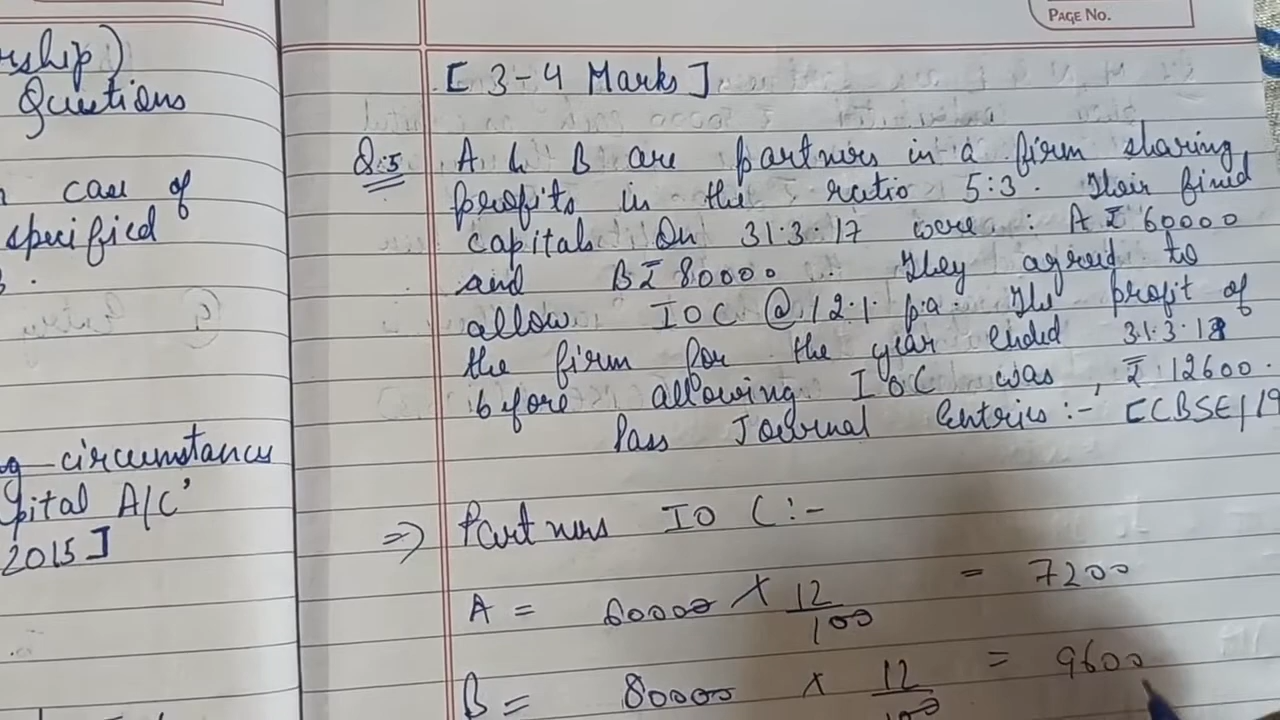 PAGE NO.
rship)
Questions
case of
specified
circumstance
pital A/C'
2015]
[3-4 Marks]
Q.5 A & B are partners in a firm sharing
profits in the ratio 5:3. Their fixed
capitals On 31.3.17 were : A ₹ 60000
and B ₹ 80000. They agreed to
allow IOC @ 12% p.a. The profit of
the firm for the year ended 31.3.18
before allowing IOC was, ₹ 12600.
Pass Journal Entries :- [CBSE/19
=> Partners IOC :-
A = 60000 × 12/100 = 7200
B = 80000 × 12/100 = 9600